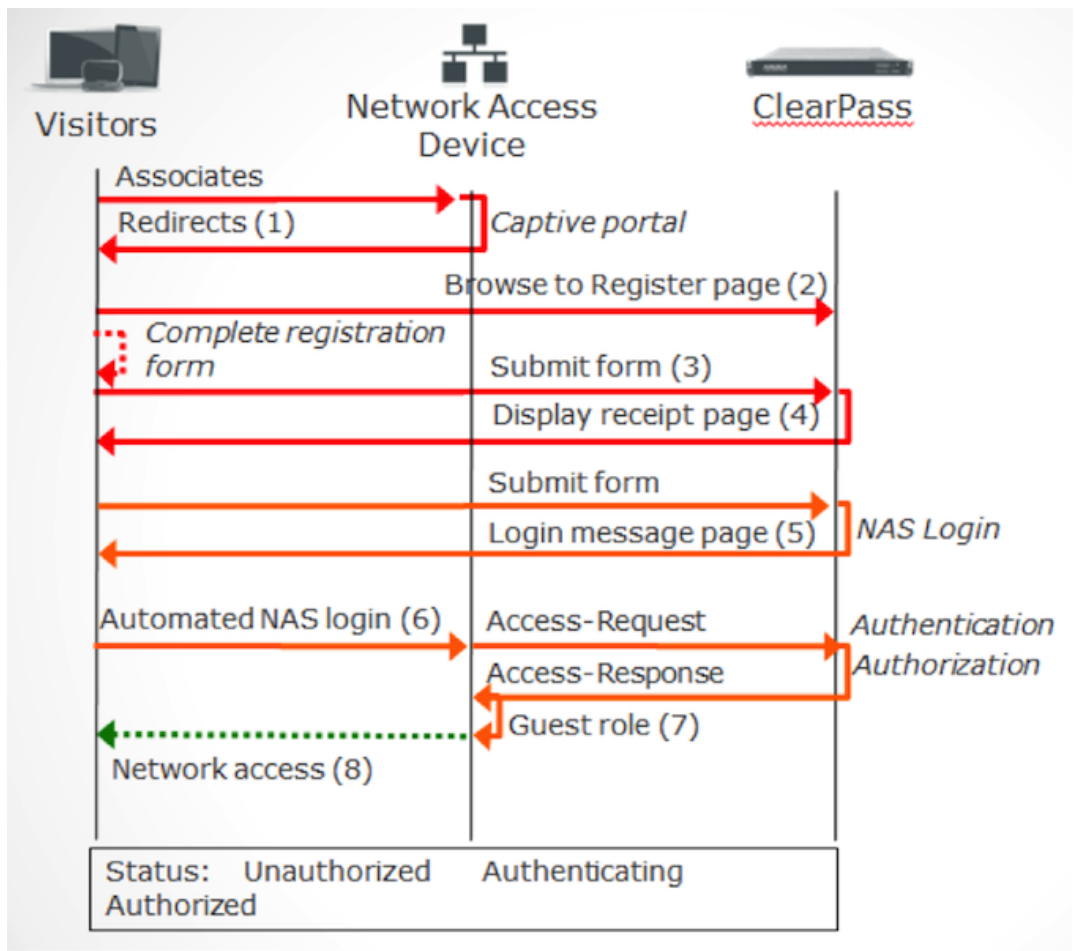 Visitors
Network Access
Device
ClearPass
Associates
Redirects (1)
Captive portal
Browse to Register page (2)
Complete registration
form
Submit form (3)
Display receipt page (4)
Submit form
Login message page (5)
NAS Login
Automated NAS login (6)
Access-Request
Authentication
Access-Response
Authorization
Guest role (7)
Network access (8)
Status: Unauthorized Authenticating
Authorized